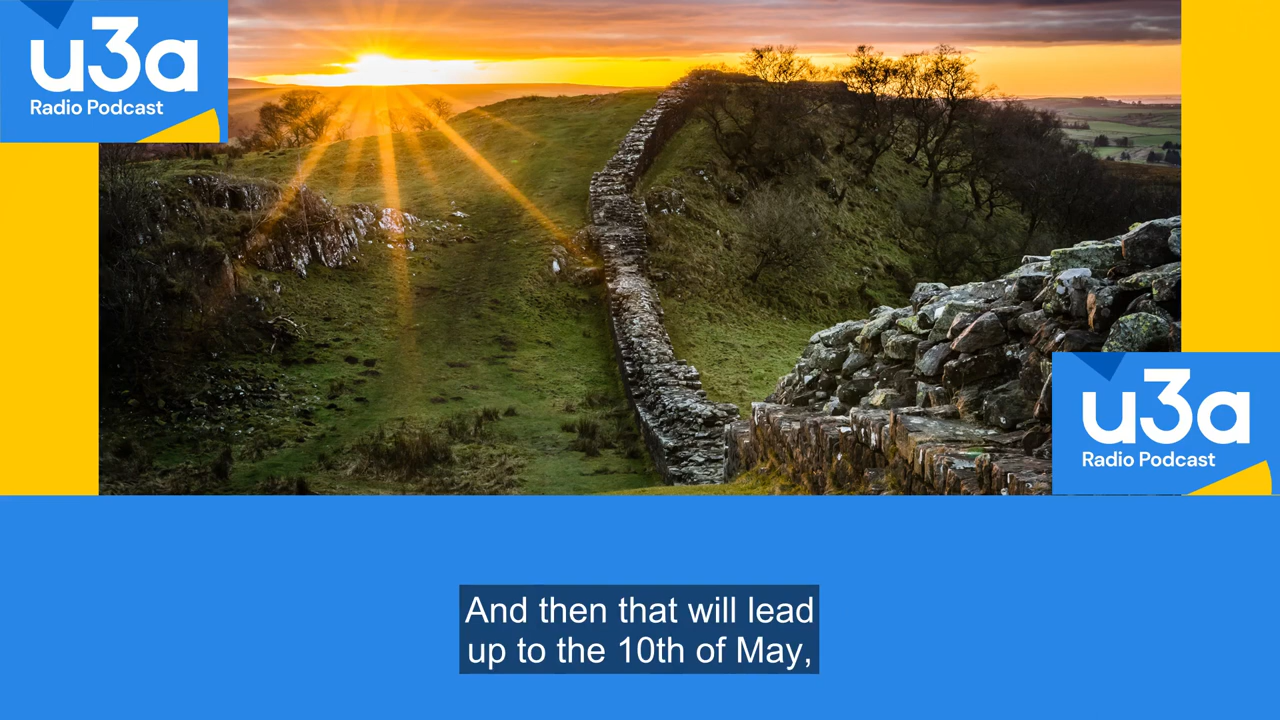 u3a
Radio Podcast
u3a
Radio Podcast
And then that will lead
up to the 10th of May,